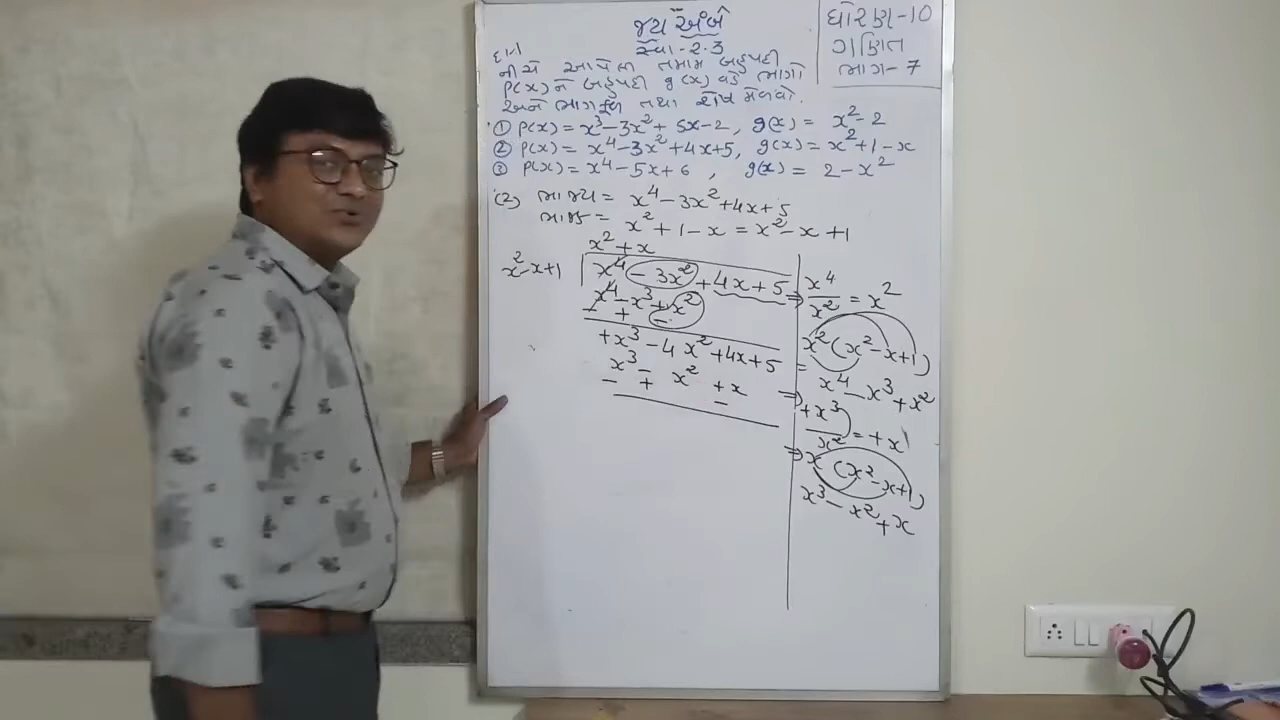 જય અંબે
સ્વા-2.3
ધોરણ-10
ગણિત
ભાગ-7
દાખલો
નીચે આપેલ તમામ બહુપદી
p(x)ને બહુપદી g(x) વડે ભાગો
અને ભાગફળ તથા શેષ મેળવો.
① p(x) = x³-3x²+5x-2, g(x) = x²-2
② p(x) = x⁴-3x²+4x+5, g(x) = x²+1-x
③ p(x) = x⁴-5x+6 , g(x) = 2-x²
(2) ભાજ્ય = x⁴-3x²+4x+5
ભાજક = x²+1-x = x²-x+1
x²+x
x²-x+1 x⁴-3x²+4x+5
x⁴-x³+x²
- + -
+x³-4x²+4x+5
x³-x²+x
- + -
⇒ x⁴/x² = x²
x²(x²-x+1)
= x⁴-x³+x²
⇒ +x³/x² = +x¹
⇒ x(x²-x+1)
x³-x²+x